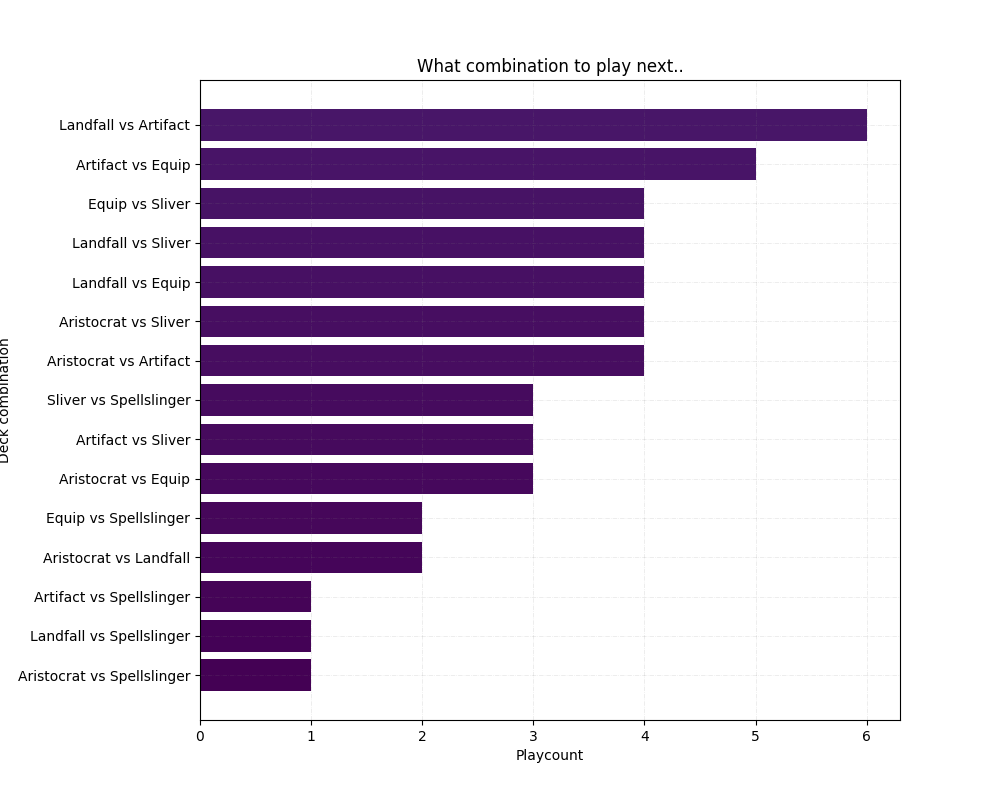 What combination to play next..
Landfall vs Artifact
Artifact vs Equip
Equip vs Sliver
Landfall vs Sliver
Landfall vs Equip
Aristocrat vs Sliver
Aristocrat vs Artifact
Sliver vs Spellslinger
Artifact vs Sliver
Aristocrat vs Equip
Equip vs Spellslinger
Aristocrat vs Landfall
Artifact vs Spellslinger
Landfall vs Spellslinger
Aristocrat vs Spellslinger
Deck combination
0 1 2 3 4 5 6
Playcount